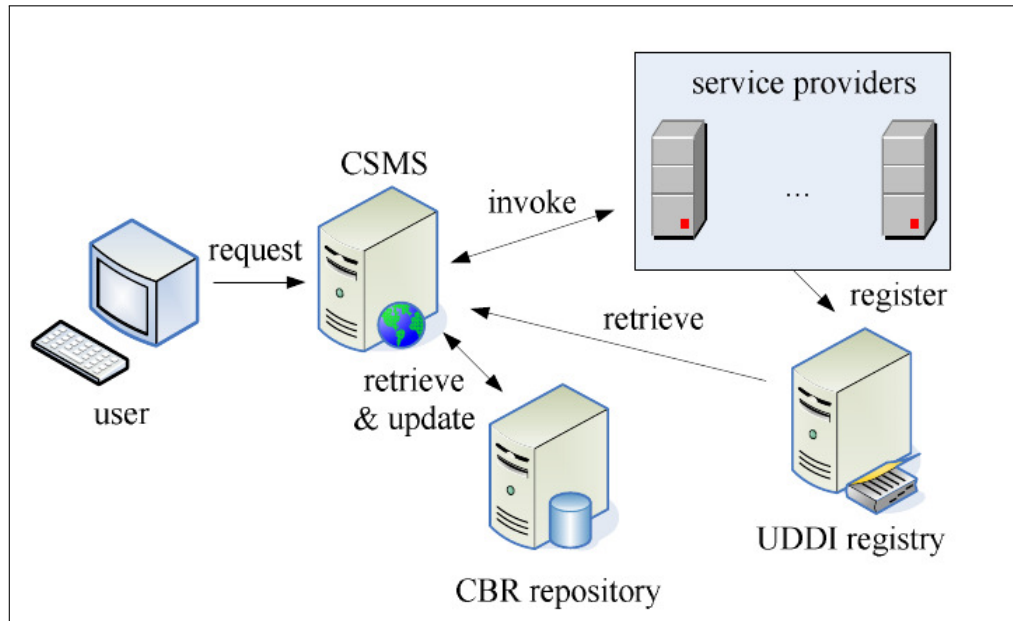 service providers
...
CSMS
invoke
request
register
retrieve
retrieve
& update
user
UDDI registry
CBR repository